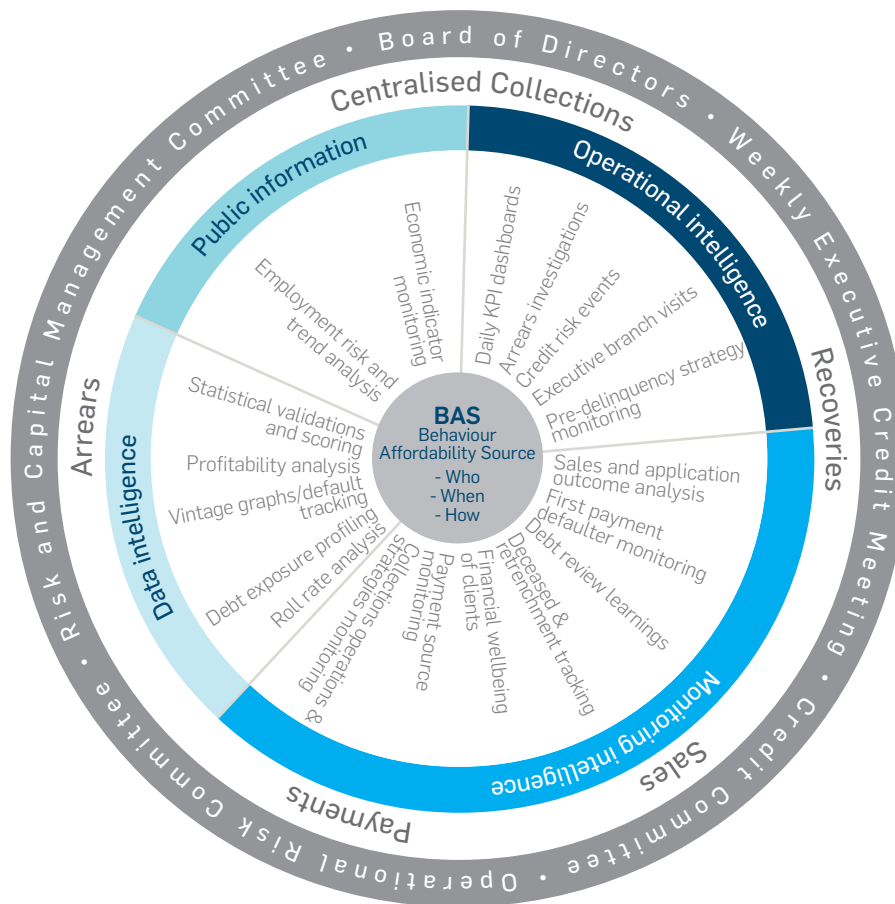 Board of Directors • Weekly Executive Credit Meeting • Credit Committee • Operational Risk Committee • Risk and Capital Management Committee •
Centralised Collections
Recoveries
Sales
Payments
Arrears
Operational intelligence
Daily KPI dashboards
Arrears investigations
Credit risk events
Executive branch visits
Pre-delinquency strategy
monitoring
Monitoring intelligence
Sales and application
outcome analysis
First payment
defaulter monitoring
Debt review learnings
Deceased &
retrenchment tracking
Financial wellbeing
of clients
Payment source
monitoring
Collections operations &
strategies monitoring
Data intelligence
Roll rate analysis
Debt exposure profiling
Vintage graphs/default
tracking
Profitability analysis
Statistical validations
and scoring
Public information
Employment risk and
trend analysis
Economic indicator
monitoring
BAS
Behaviour
Affordability Source
- Who
- When
- How